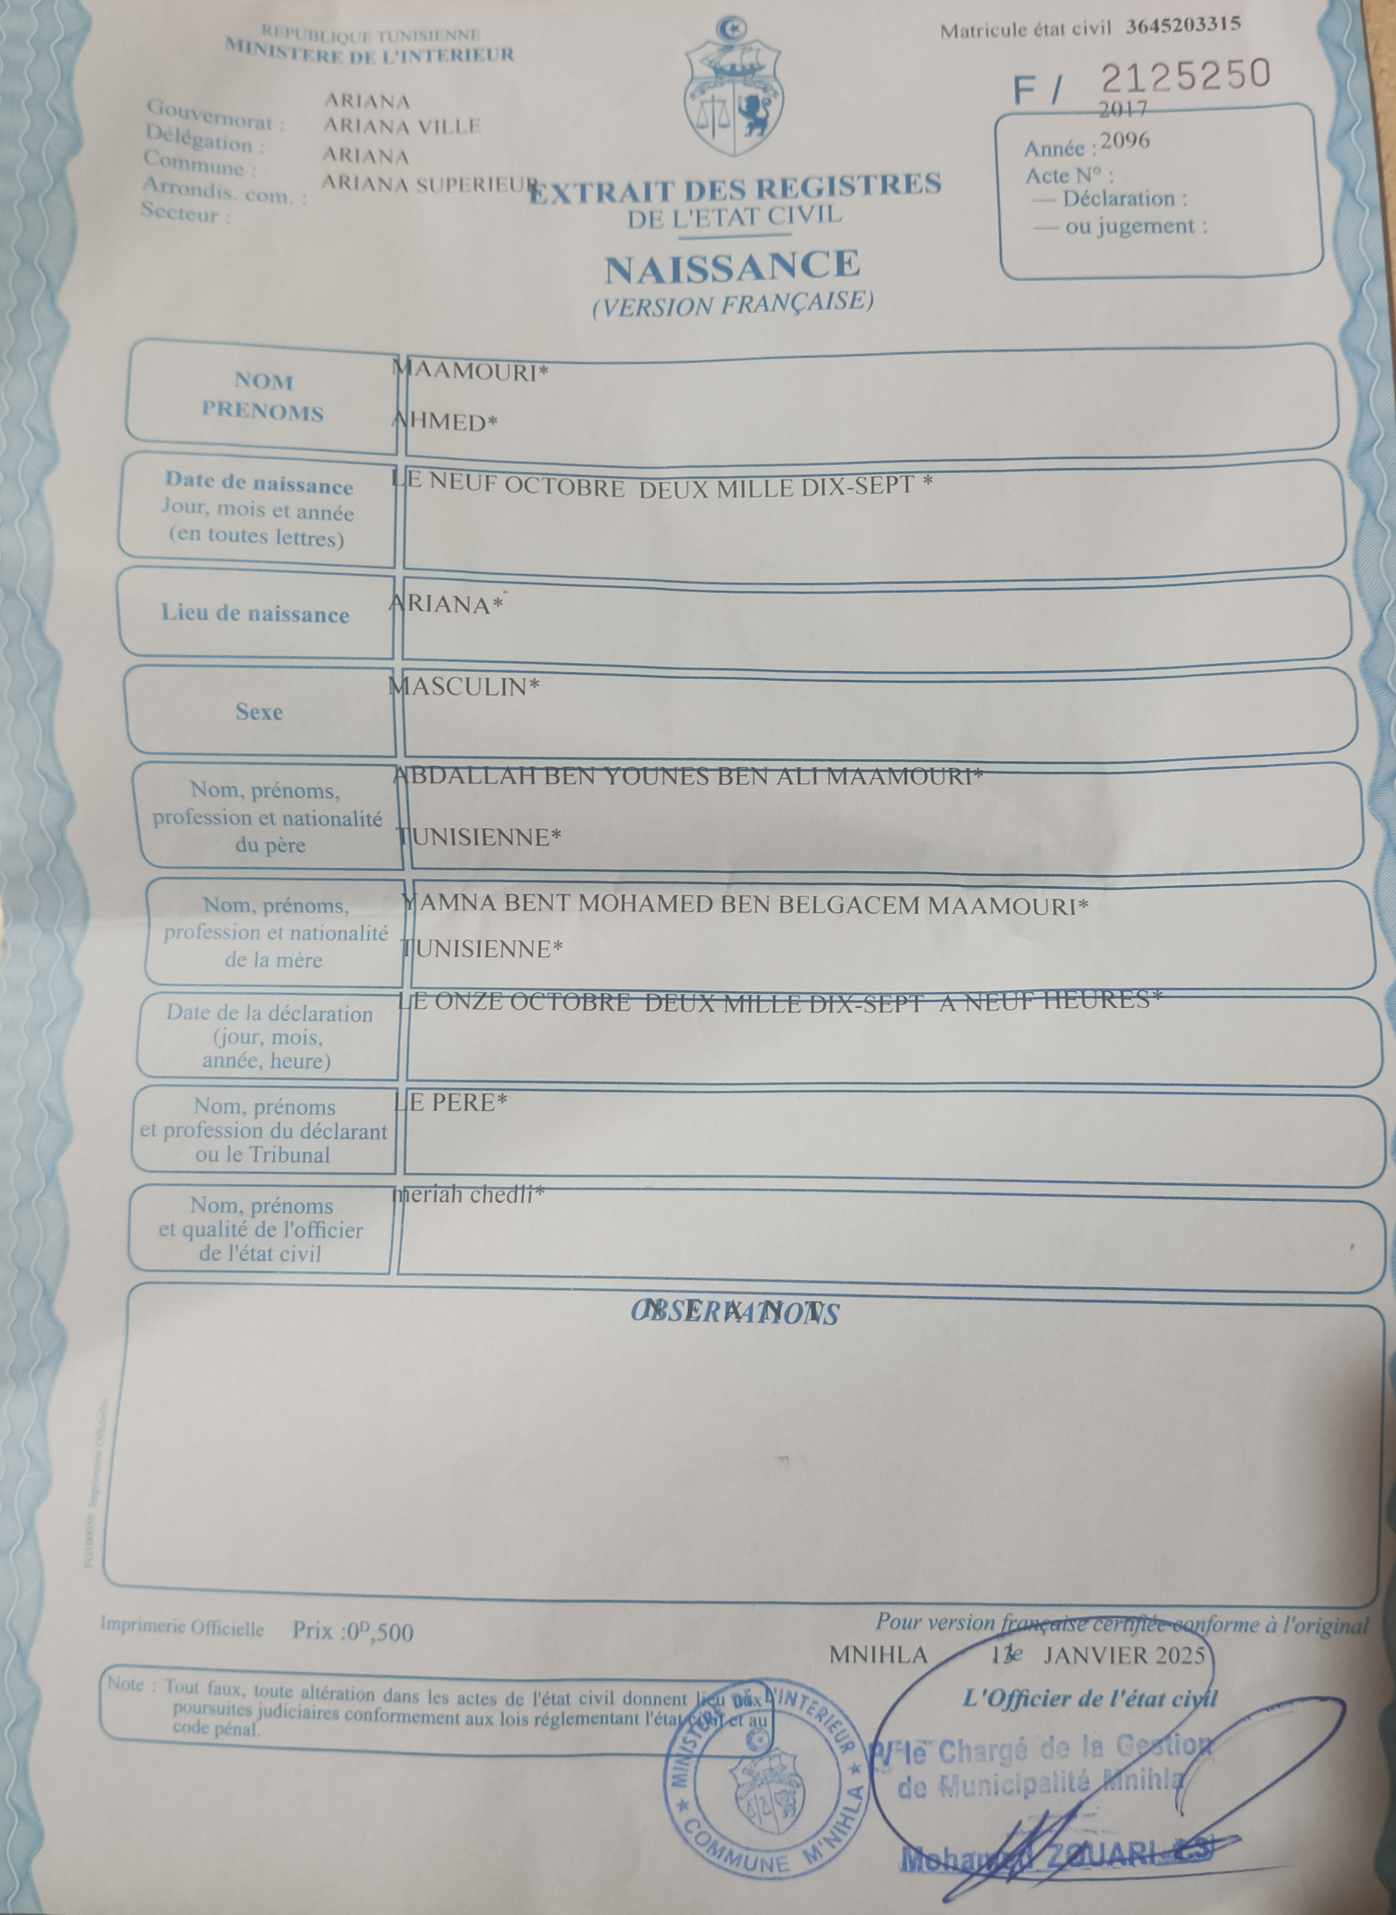 REPUBLIQUE TUNISIENNE
MINISTERE DE L'INTERIEUR
Matricule état civil 3645203315
F / 2125250
Gouvernorat : ARIANA
Délégation : ARIANA VILLE
Commune : ARIANA
Arrondis. com. : ARIANA SUPERIEUR
Secteur :
2017
Année : 2096
Acte N° :
— Déclaration :
— ou jugement :
EXTRAIT DES REGISTRES
DE L'ETAT CIVIL
NAISSANCE
(VERSION FRANÇAISE)
NOM
PRENOMS
MAAMOURI*
AHMED*
Date de naissance
Jour, mois et année
(en toutes lettres)
LE NEUF OCTOBRE DEUX MILLE DIX-SEPT *
Lieu de naissance
ARIANA*
Sexe
MASCULIN*
Nom, prénoms,
profession et nationalité
du père
ABDALLAH BEN YOUNES BEN ALI MAAMOURI*
TUNISIENNE*
Nom, prénoms,
profession et nationalité
de la mère
YAMNA BENT MOHAMED BEN BELGACEM MAAMOURI*
TUNISIENNE*
Date de la déclaration
(jour, mois,
année, heure)
LE ONZE OCTOBRE DEUX MILLE DIX-SEPT A NEUF HEURES*
Nom, prénoms
et profession du déclarant
ou le Tribunal
LE PERE*
Nom, prénoms
et qualité de l'officier
de l'état civil
meriah chedli*
OBSERVATIONS
N E A N T
Imprimerie Officielle Prix :0ᴰ,500
Pour version française certifiée conforme à l'original
MNIHLA le JANVIER 2025
L'Officier de l'état civil
Note : Tout faux, toute altération dans les actes de l'état civil donnent lieu aux
poursuites judiciaires conformement aux lois réglementant l'état civil et au
code pénal.
MINISTERE DE L'INTERIEUR
COMMUNE M'NIHLA
P/ le Chargé de la Gestion
de Municipalité Mnihla
Mohamed ZOUARI